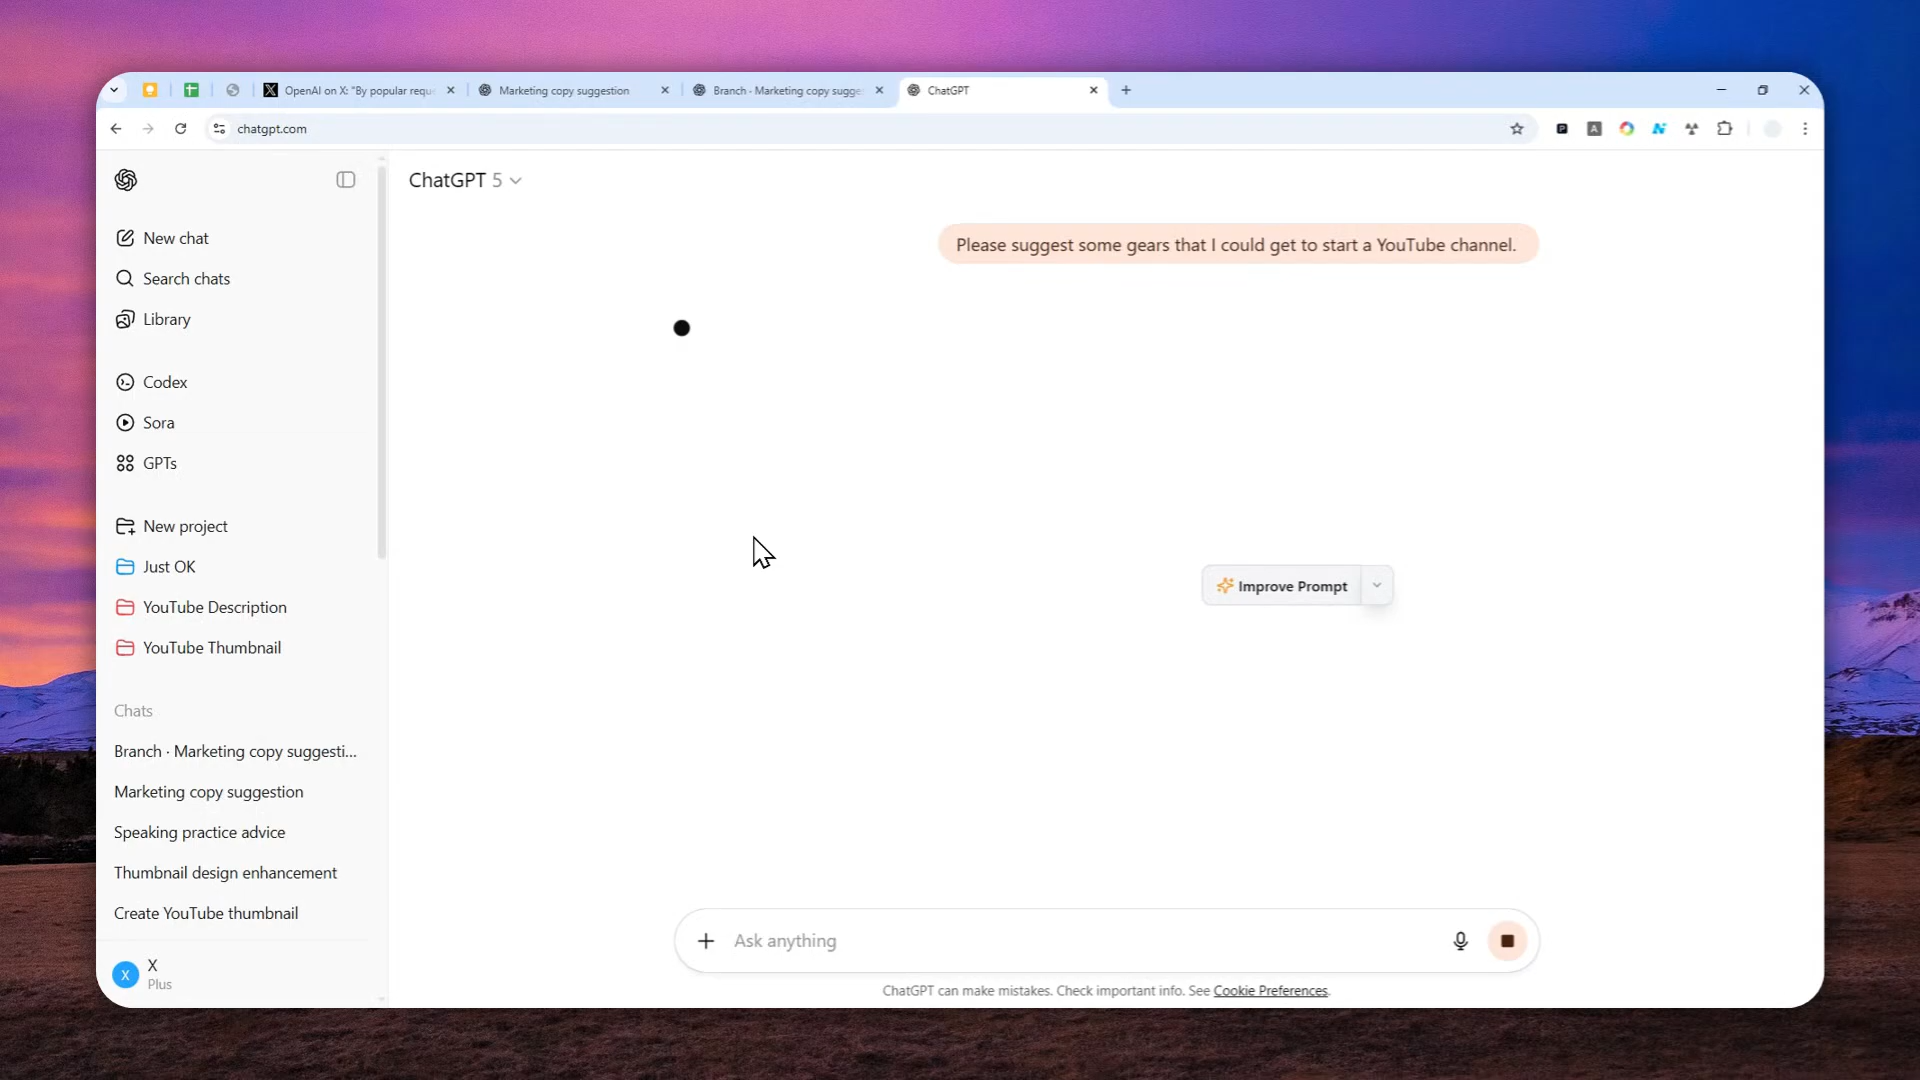 OpenAI on X: "By popular reque
Marketing copy suggestion
Branch · Marketing copy sugge
ChatGPT
chatgpt.com
ChatGPT 5
New chat
Search chats
Library
Codex
Sora
GPTs
New project
Just OK
YouTube Description
YouTube Thumbnail
Chats
Branch · Marketing copy suggesti...
Marketing copy suggestion
Speaking practice advice
Thumbnail design enhancement
Create YouTube thumbnail
X
X
Plus
Please suggest some gears that I could get to start a YouTube channel.
Improve Prompt
Ask anything
ChatGPT can make mistakes. Check important info. See Cookie Preferences.